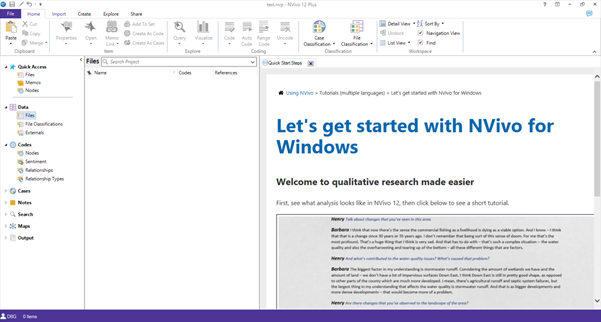 test.nvp - NVivo 12 Plus
File Home Import Create Explore Share
Paste
Cut
Copy
Merge
Clipboard
Properties
Open
Memo Link
Add To Set
Create As Code
Create As Cases
Item
Query
Visualize
Explore
Code
Auto Code
Range Code
Uncode
Coding
Case Classification
File Classification
Classification
Detail View
Sort By
Undock
Navigation View
List View
Find
Workspace
Quick Access
Files
Memos
Nodes
Data
Files
File Classifications
Externals
Codes
Nodes
Sentiment
Relationships
Relationship Types
Cases
Notes
Search
Maps
Output
Files
Search Project
Name Codes References
Quick Start Steps
Using NVivo » Tutorials (multiple languages) » Let's get started with NVivo for Windows
Let's get started with NVivo for
Windows
Welcome to qualitative research made easier
First, see what analysis looks like in NVivo 12, then click below to see a short tutorial.
Henry Talk about changes that you've seen in this area.
Barbara I think that now there's the sense the commercial fishing as a livelihood is dying as a viable option. And I know – I think
that that is a change since 30 years or 35 years ago. I don't remember being sort of this sense of doom. For me that's the
most profound. That's a huge thing that I think is very sad. And that has to do with – that's such a complex situation – the water
quality and also the overharvesting and tearing up of the bottom – all these different things that are factors.
Henry And what's contributed to the water quality issues? What's caused that problem?
Barbara The biggest factor in my understanding is stormwater runoff. Considering the amount of wetlands we have and the
amount of land – we don't have a lot of impervious surfaces Down East. I think Down East is still in pretty good shape, as opposed
to other parts of the county which are much more developed. I mean, there's agricultural runoff and septic system failures, but
the largest thing in my understanding that affects the water quality is stormwater runoff. And that is as bigger developments and
more dense developments – that would become more of a problem.
Henry Are there changes that you've observed to the landscape of the area?
DBG 0 Items